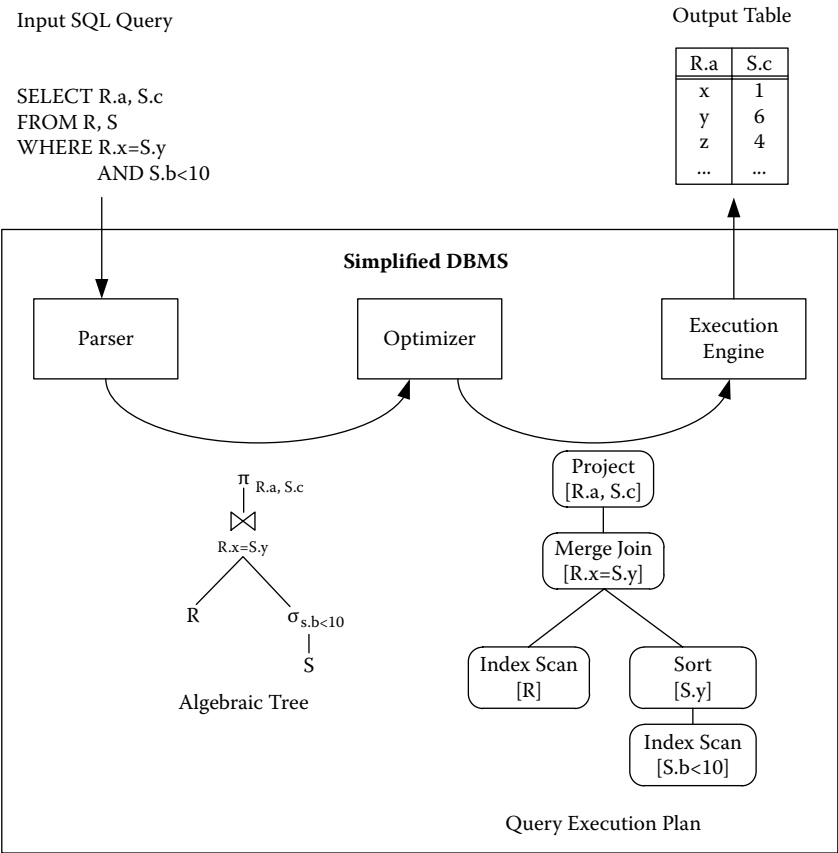 Input SQL Query
SELECT R.a, S.c
FROM R, S
WHERE R.x=S.y
AND S.b<10
Output Table
R.a S.c
x 1
y 6
z 4
... ...
Simplified DBMS
Parser
Optimizer
Execution
Engine
π R.a, S.c
⋈
R.x=S.y
R
σ s.b<10
S
Algebraic Tree
Project
[R.a, S.c]
Merge Join
[R.x=S.y]
Index Scan
[R]
Sort
[S.y]
Index Scan
[S.b<10]
Query Execution Plan